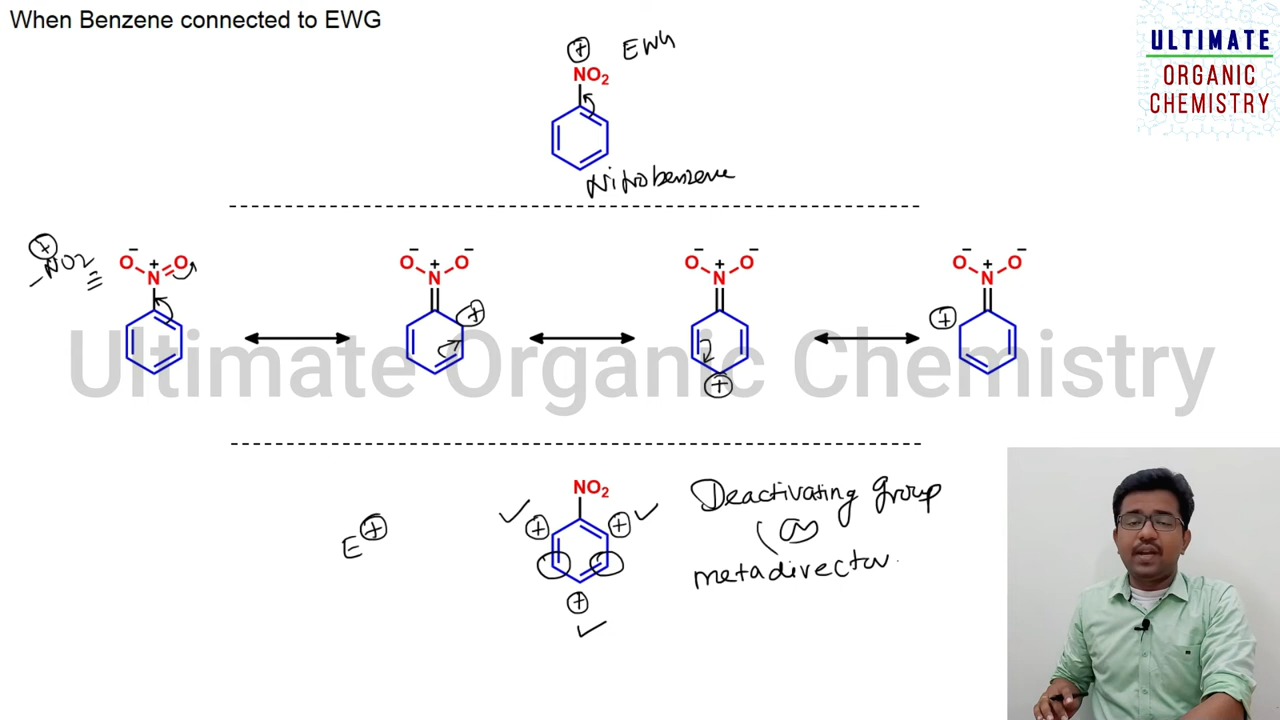 When Benzene connected to EWG
ULTIMATE
ORGANIC
CHEMISTRY
+
EWG
NO2
Nitrobenzene
+
-NO2
− + − + − − + − − + −
O N O O N O O N O O N O
+ + +
Ultimate Organic Chemistry
NO2
+ +
E+
+
Deactivating group
(or)
metadirector.